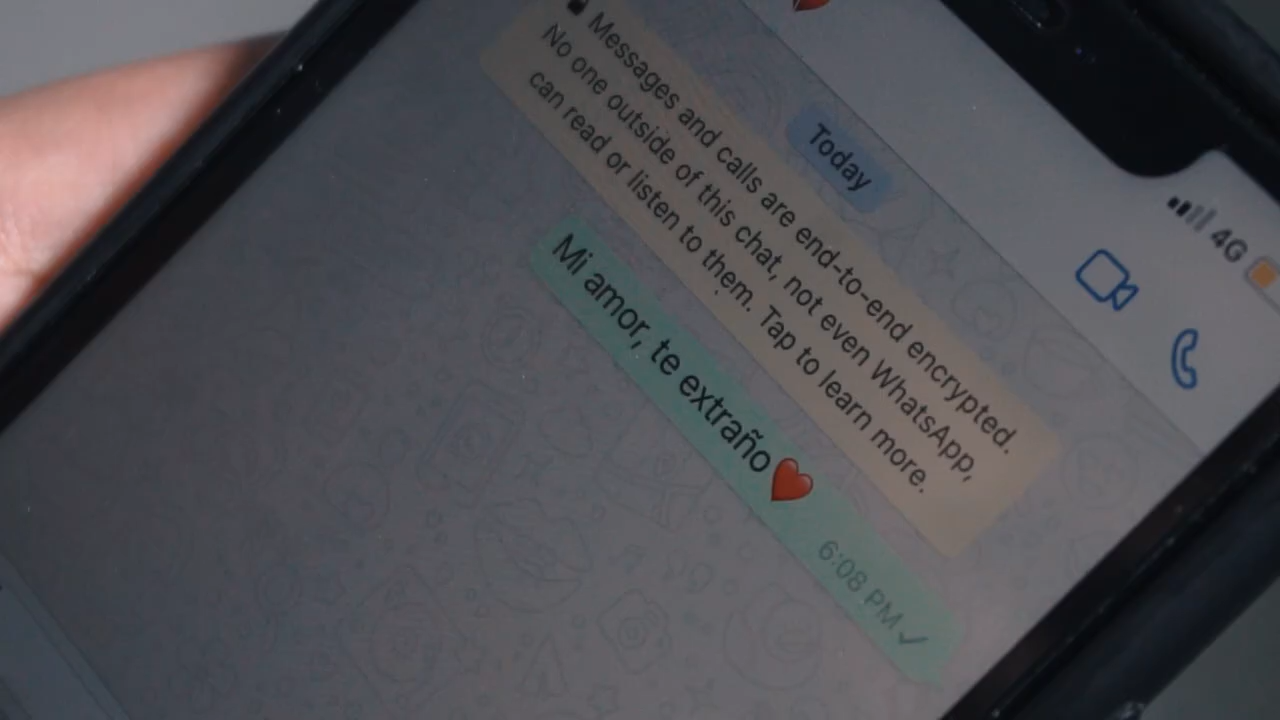 4G
Today
Messages and calls are end-to-end encrypted.
No one outside of this chat, not even WhatsApp,
can read or listen to them. Tap to learn more.
Mi amor, te extraño❤️
6:08 PM ✓